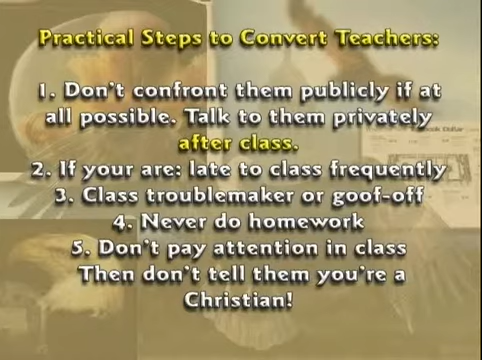 Practical Steps to Convert Teachers:
1. Don't confront them publicly if at
all possible. Talk to them privately
after class.
2. If your are: late to class frequently
3. Class troublemaker or goof-off
4. Never do homework
5. Don't pay attention in class
Then don't tell them you're a
Christian!